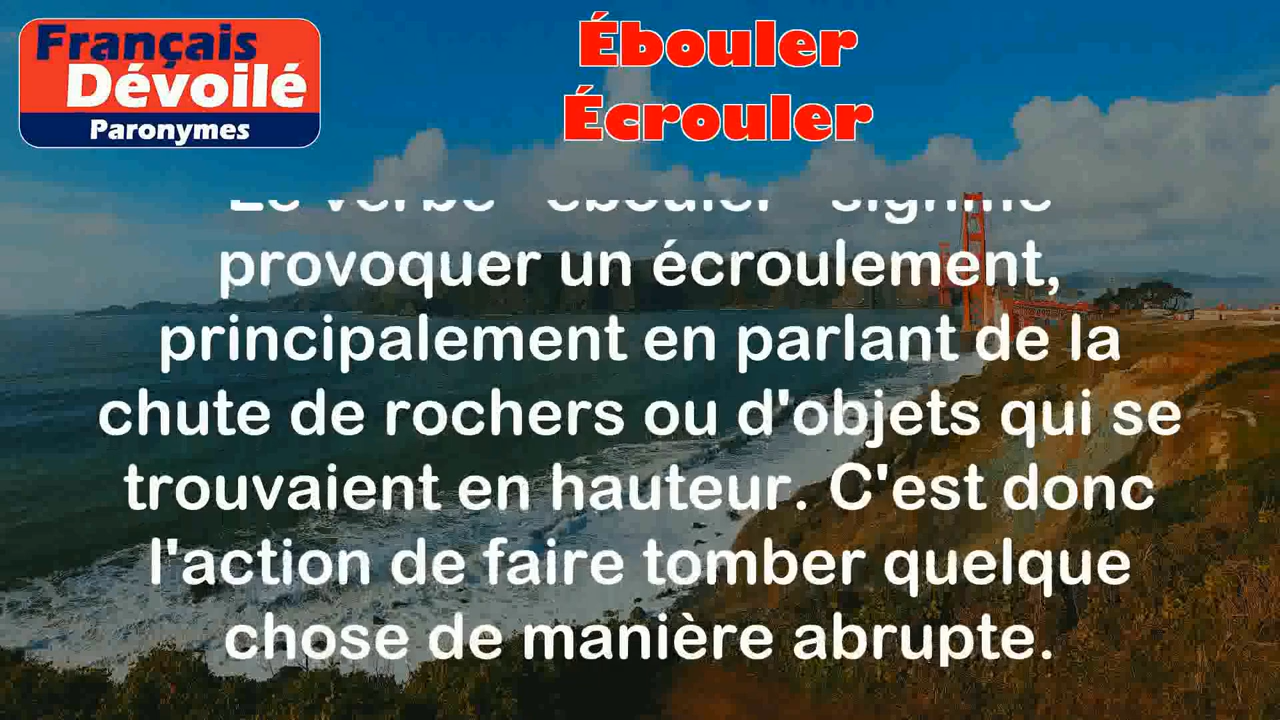 Français
Dévoilé
Paronymes
Ébouler
Écrouler
provoquer un écroulement,
principalement en parlant de la
chute de rochers ou d'objets qui se
trouvaient en hauteur. C'est donc
l'action de faire tomber quelque
chose de manière abrupte.